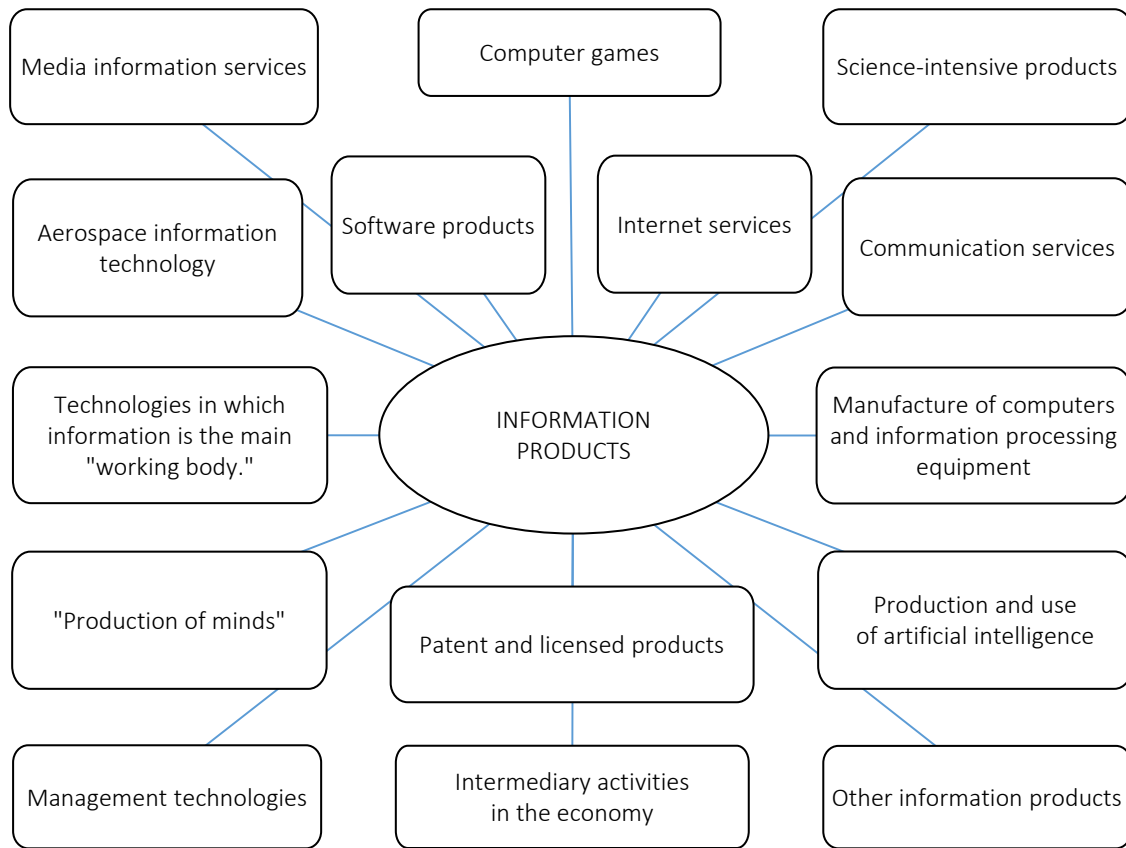 Media information services
Computer games
Science-intensive products
Aerospace information
technology
Software products
Internet services
Communication services
Technologies in which
information is the main
"working body."
INFORMATION
PRODUCTS
Manufacture of computers
and information processing
equipment
"Production of minds"
Patent and licensed products
Production and use
of artificial intelligence
Management technologies
Intermediary activities
in the economy
Other information products